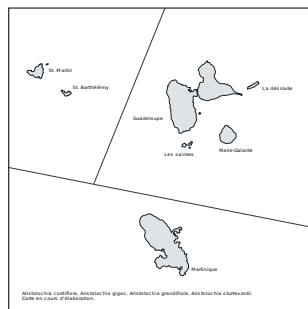 St. Martin
St. Barthélémy
La désirade
Guadeloupe
Les saintes
Marie-Galante
Martinique
Aristolochia cordiflora, Aristolochia gigas, Aristolochia grandiflora, Aristolochia sturtevanti
Carte en cours d'élaboration.